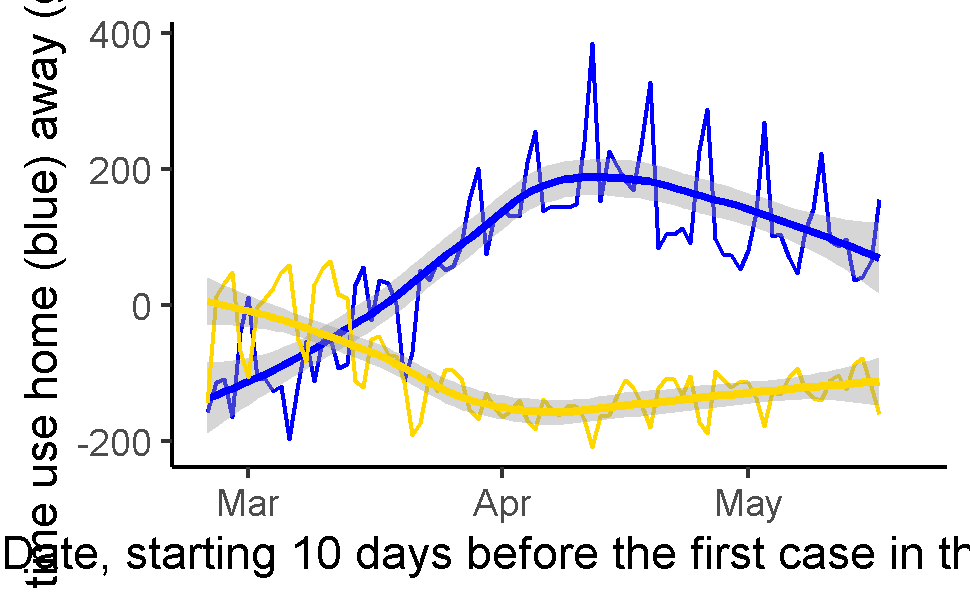 time use home (blue) away (
400
200
0
-200
Mar Apr May
Date, starting 10 days before the first case in th